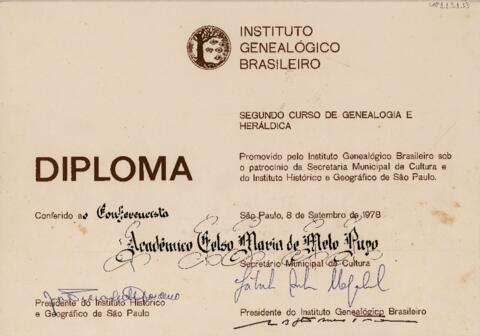 INSTITUTO
GENEALÓGICO
BRASILEIRO
SEGUNDO CURSO DE GENEALOGIA E
HERÁLDICA
DIPLOMA
Promovido pelo Instituto Genealógico Brasileiro sob
o patrocínio da Secretaria Municipal de Cultura e
do Instituto Histórico e Geográfico de São Paulo.
Conferido ao Conferencista
São Paulo, 8 de Setembro de 1978
Acadêmico Celso Maria de Melo Pupo
Secretário Municipal de Cultura
Presidente do Instituto Histórico
e Geográfico de São Paulo
Presidente do Instituto Genealógico Brasileiro